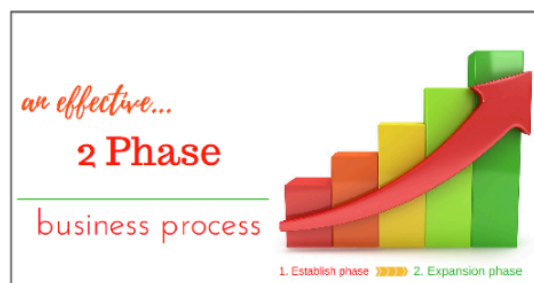 an effective...
2 Phase
business process
1. Establish phase 2. Expansion phase